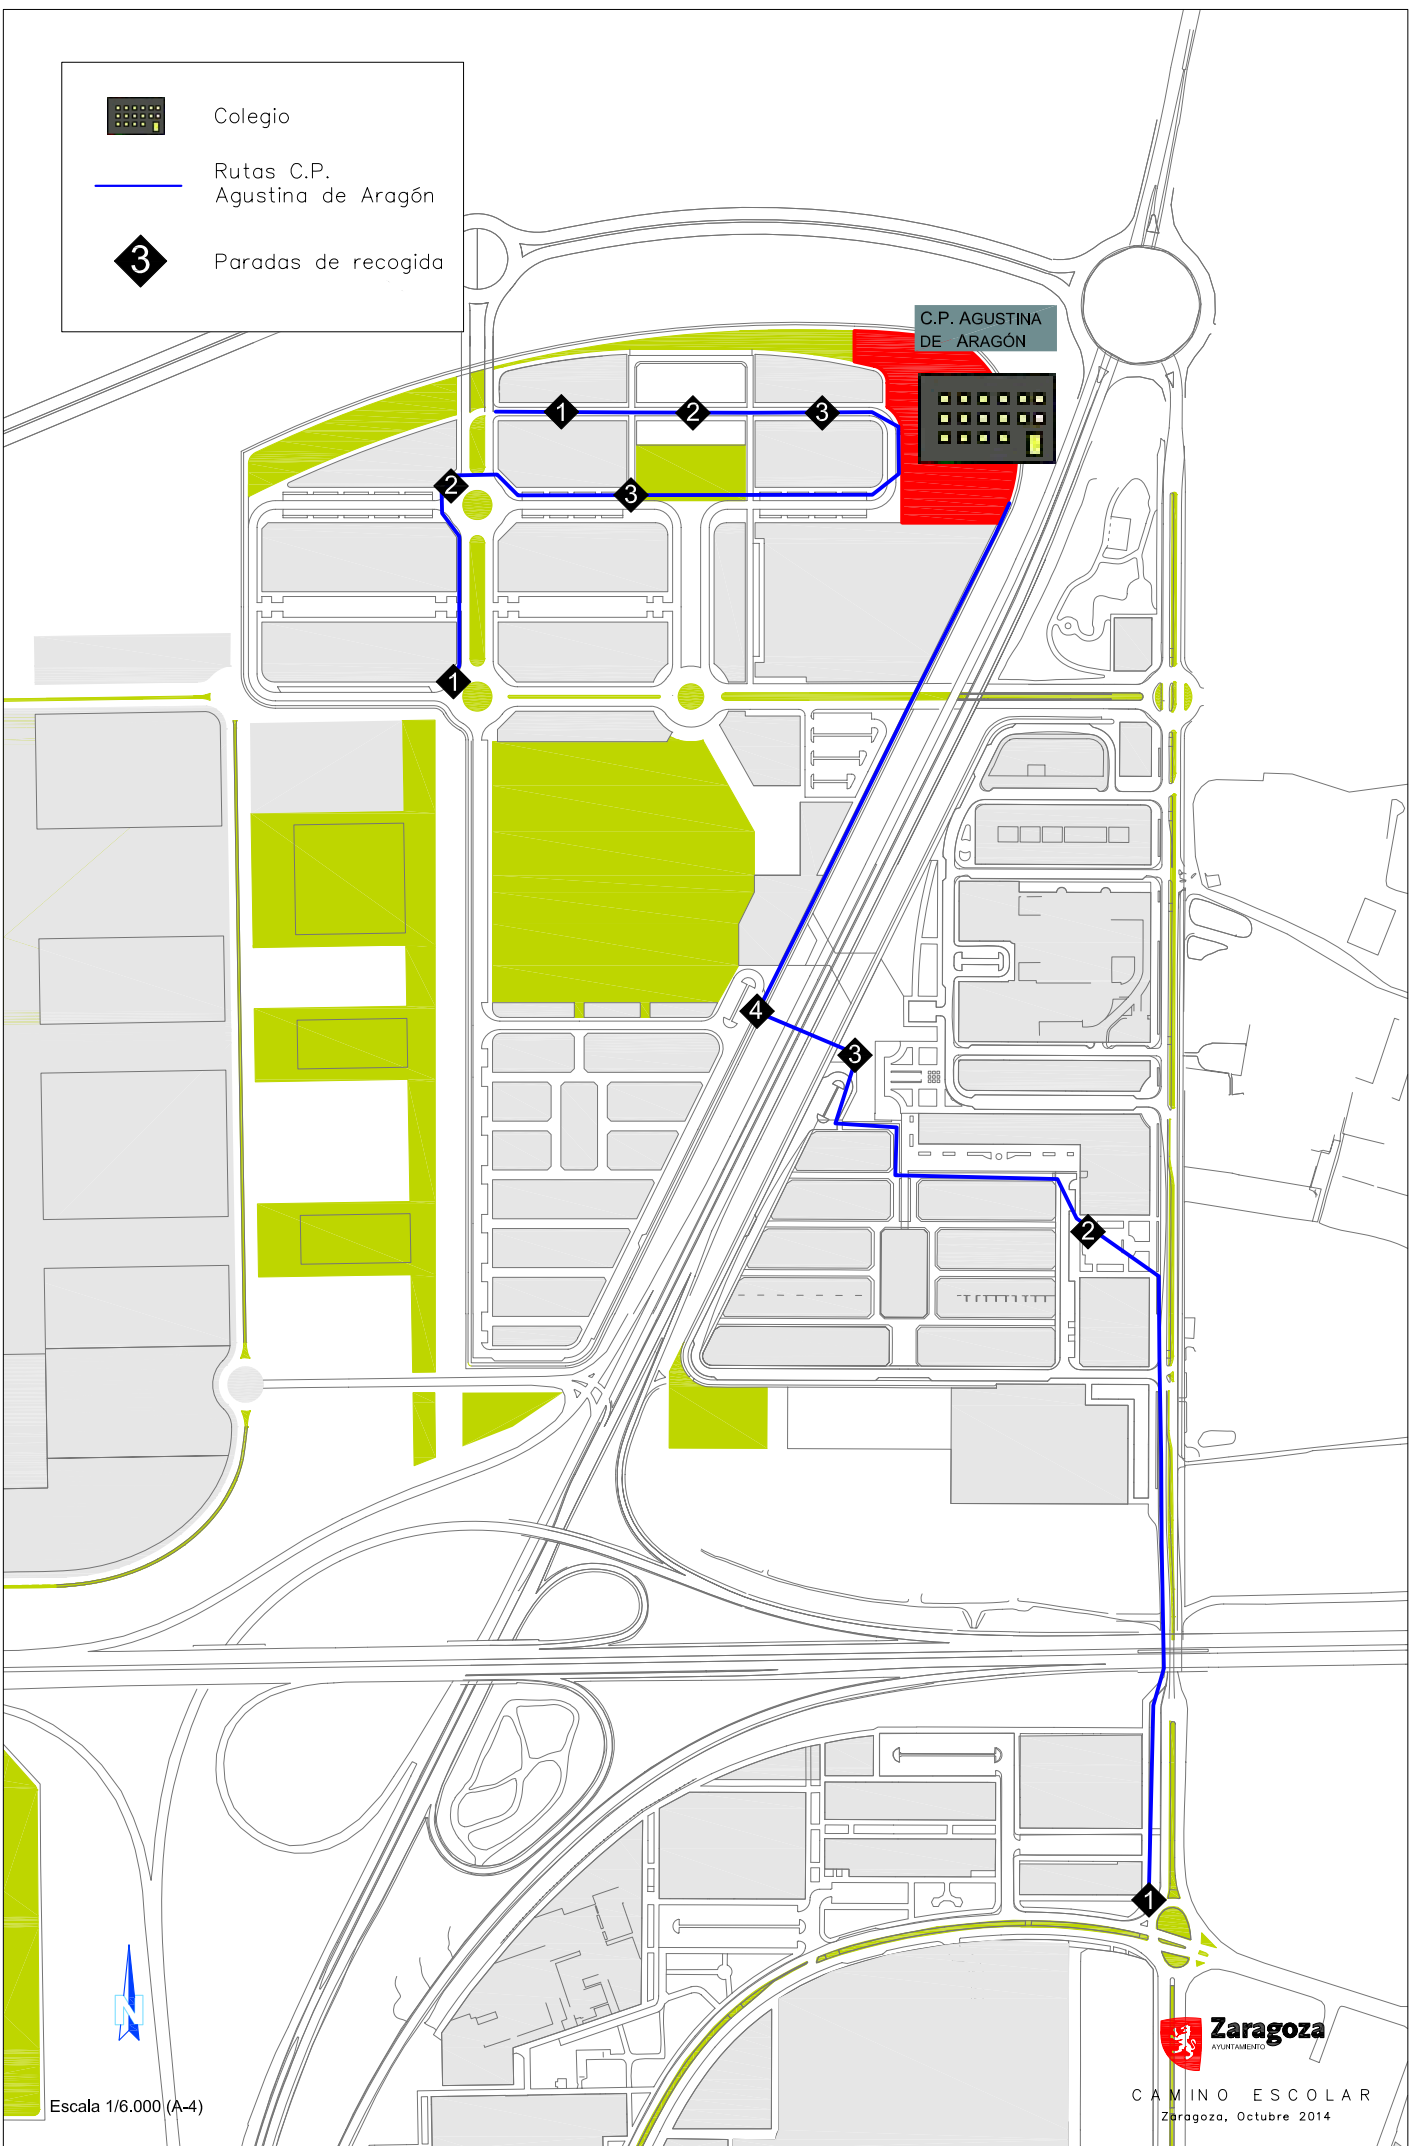 Colegio
Rutas C.P.
Agustina de Aragón
3
Paradas de recogida
C.P. AGUSTINA
DE ARAGÓN
1
2
3
2
3
1
4
3
2
1
N
Escala 1/6.000 (A-4)
Zaragoza
AYUNTAMIENTO
CAMINO ESCOLAR
Zaragoza, Octubre 2014